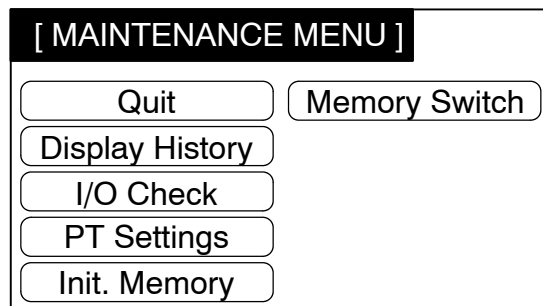 [ MAINTENANCE MENU ]
Quit
Memory Switch
Display History
I/O Check
PT Settings
Init. Memory